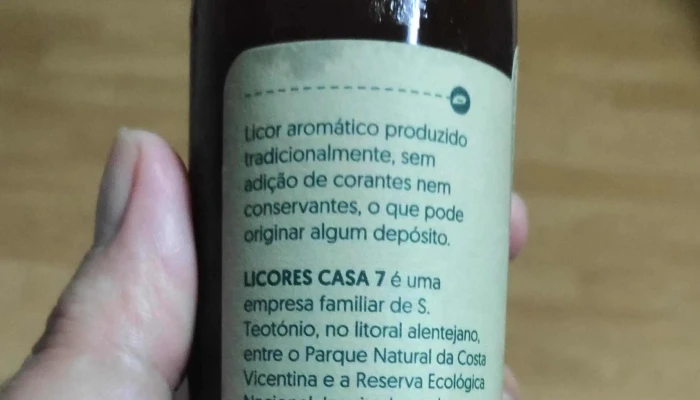 Licor aromático produzido
tradicionalmente, sem
adição de corantes nem
conservantes, o que pode
originar algum depósito.
LICORES CASA 7 é uma
empresa familiar de S.
Teotónio, no litoral alentejano,
entre o Parque Natural da Costa
Vicentina e a Reserva Ecológica
Nacional.